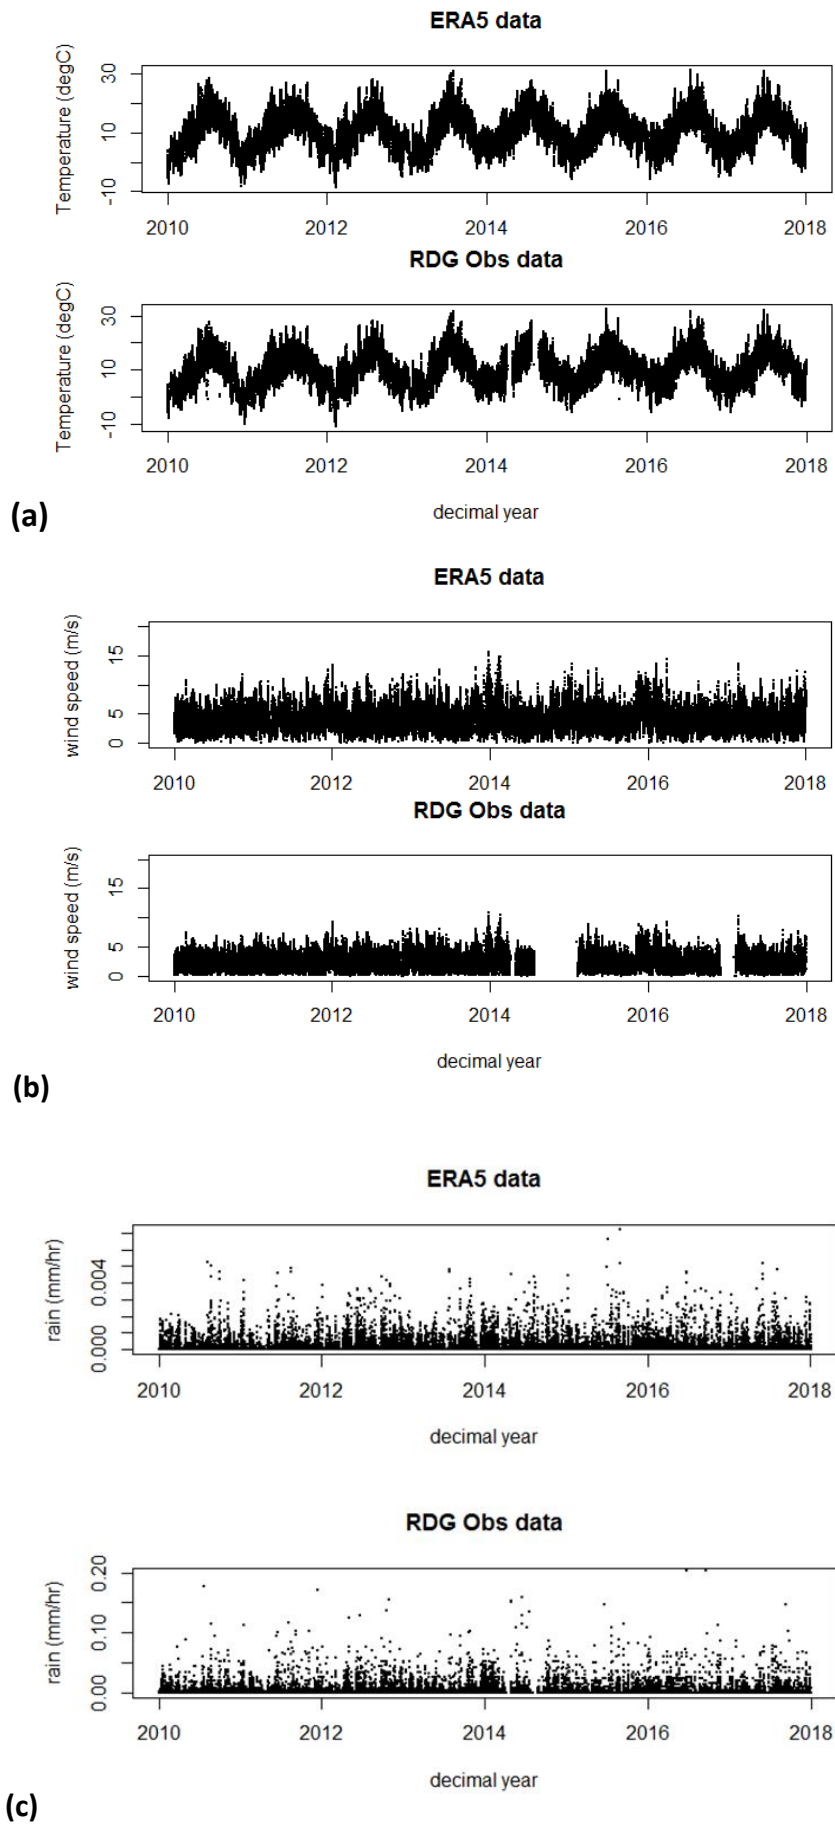 ERA5 data
Temperature (degC)
30
10
-10
2010 2012 2014 2016 2018
RDG Obs data
Temperature (degC)
30
10
-10
2010 2012 2014 2016 2018
decimal year
(a)
ERA5 data
wind speed (m/s)
15
5
0
2010 2012 2014 2016 2018
RDG Obs data
wind speed (m/s)
15
5
0
2010 2012 2014 2016 2018
decimal year
(b)
ERA5 data
rain (mm/hr)
0.004
0.000
2010 2012 2014 2016 2018
decimal year
RDG Obs data
rain (mm/hr)
0.20
0.10
0.00
2010 2012 2014 2016 2018
decimal year
(c)